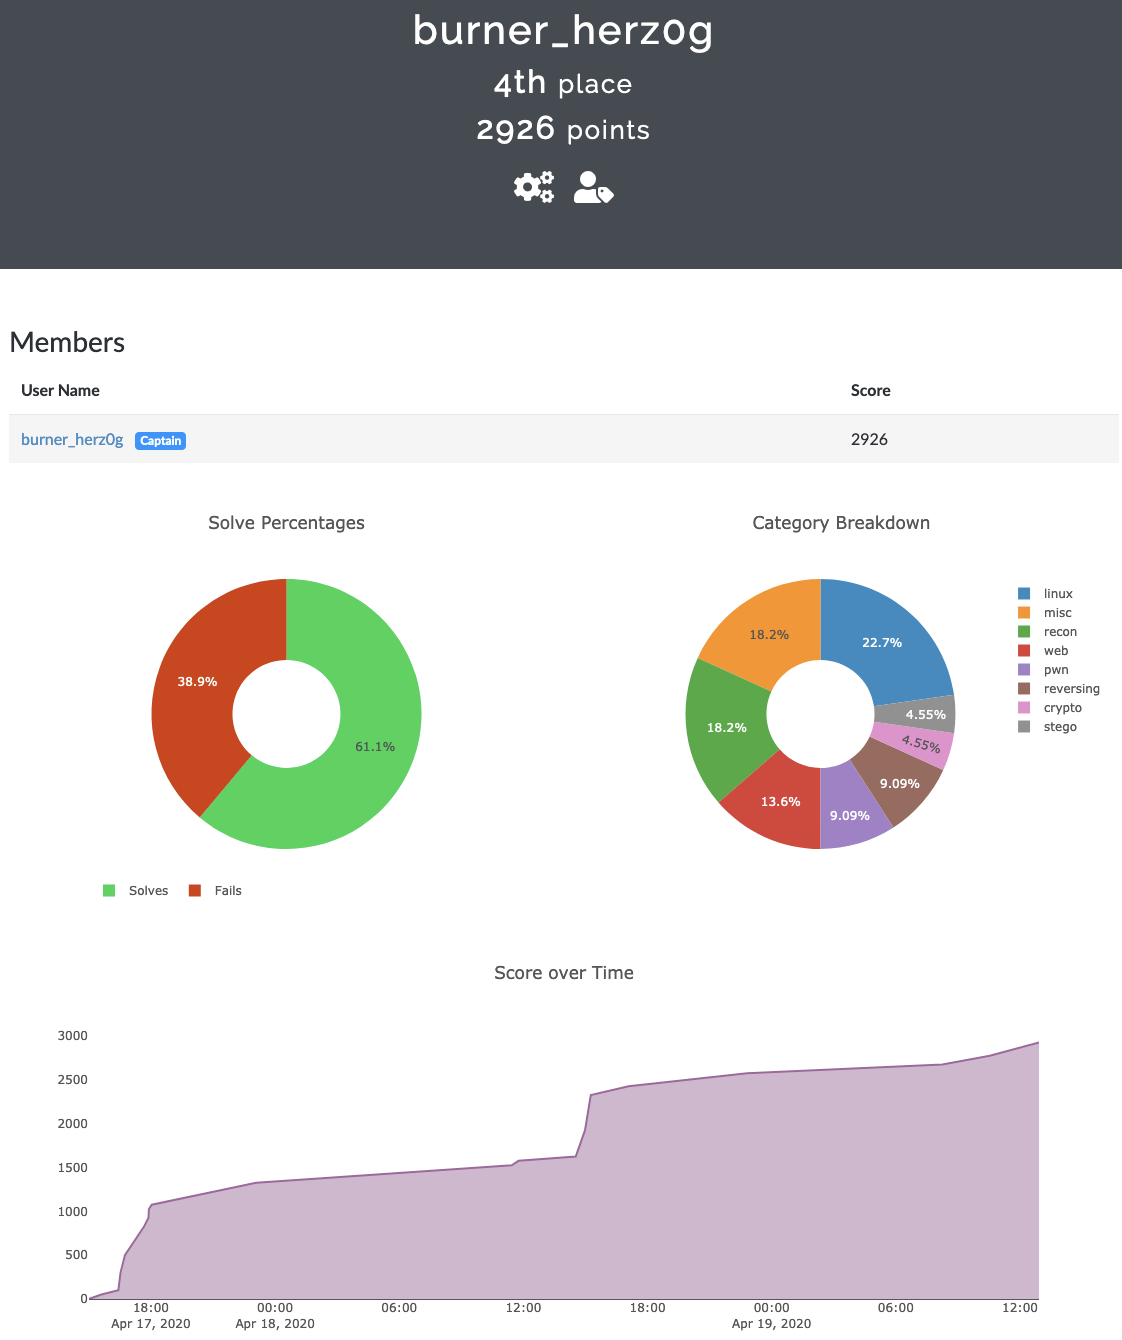 burner_herz0g
4th place
2926 points
Members
User Name Score
burner_herz0g Captain 2926
Solve Percentages
38.9%
61.1%
Solves Fails
Category Breakdown
18.2%
22.7%
4.55%
4.55%
18.2%
9.09%
13.6%
9.09%
linux
misc
recon
web
pwn
reversing
crypto
stego
Score over Time
3000
2500
2000
1500
1000
500
0
18:00 00:00 06:00 12:00 18:00 00:00 06:00 12:00
Apr 17, 2020 Apr 18, 2020 Apr 19, 2020